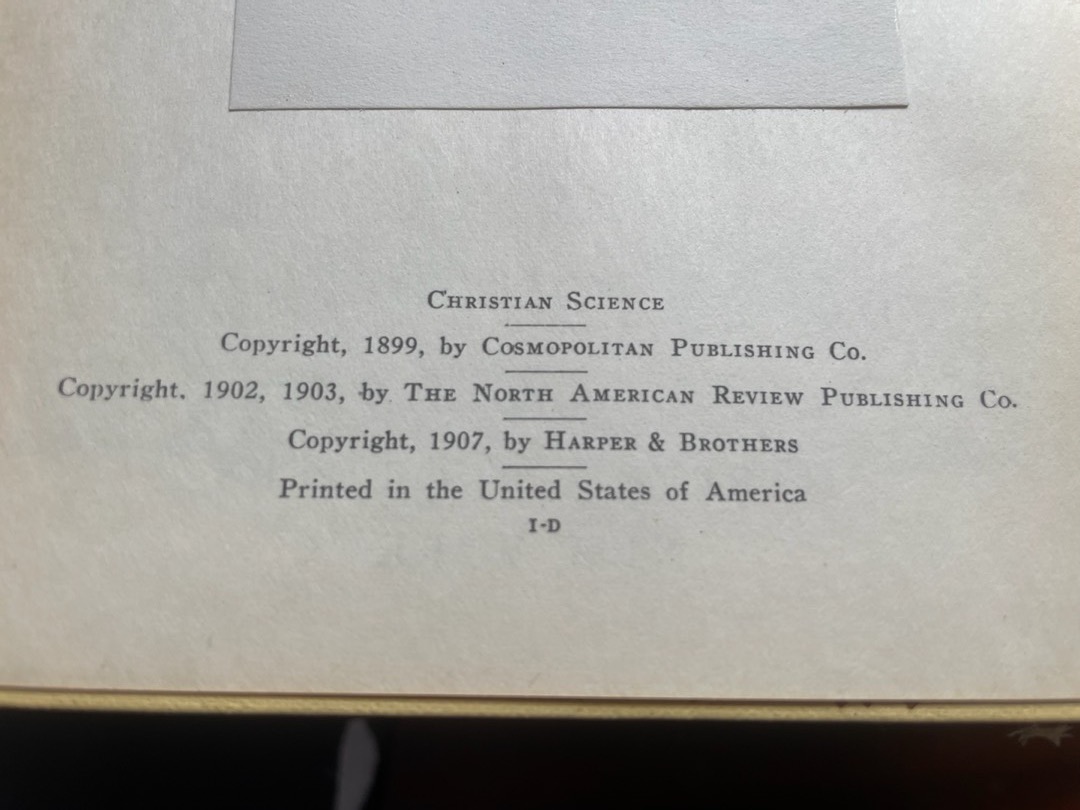 Christian Science
Copyright, 1899, by Cosmopolitan Publishing Co.
Copyright, 1902, 1903, by The North American Review Publishing Co.
Copyright, 1907, by Harper & Brothers
Printed in the United States of America
I-D